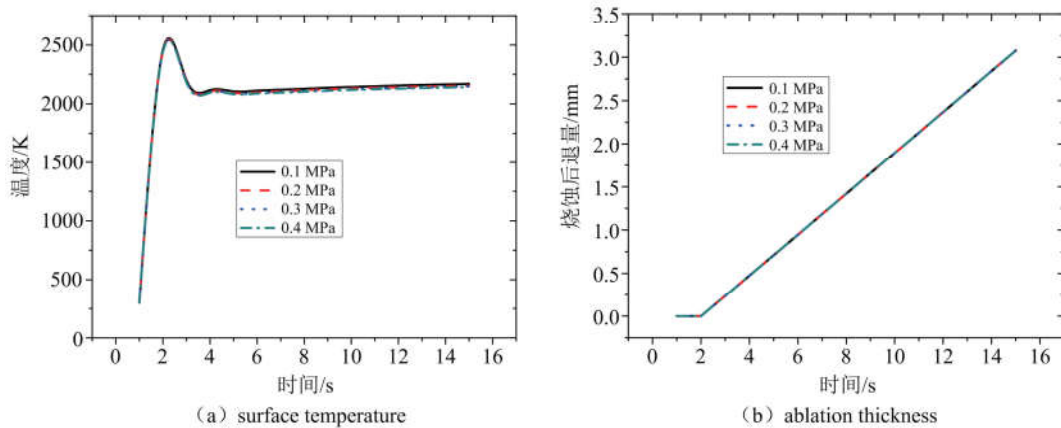 2500
2000
1500
1000
500
0
温度/K
0.1 MPa
0.2 MPa
0.3 MPa
0.4 MPa
0 2 4 6 8 10 12 14 16
时间/s
（a）surface temperature
3.5
3.0
2.5
2.0
1.5
1.0
0.5
0.0
烧蚀后退量/mm
0.1 MPa
0.2 MPa
0.3 MPa
0.4 MPa
0 2 4 6 8 10 12 14 16
时间/s
（b）ablation thickness